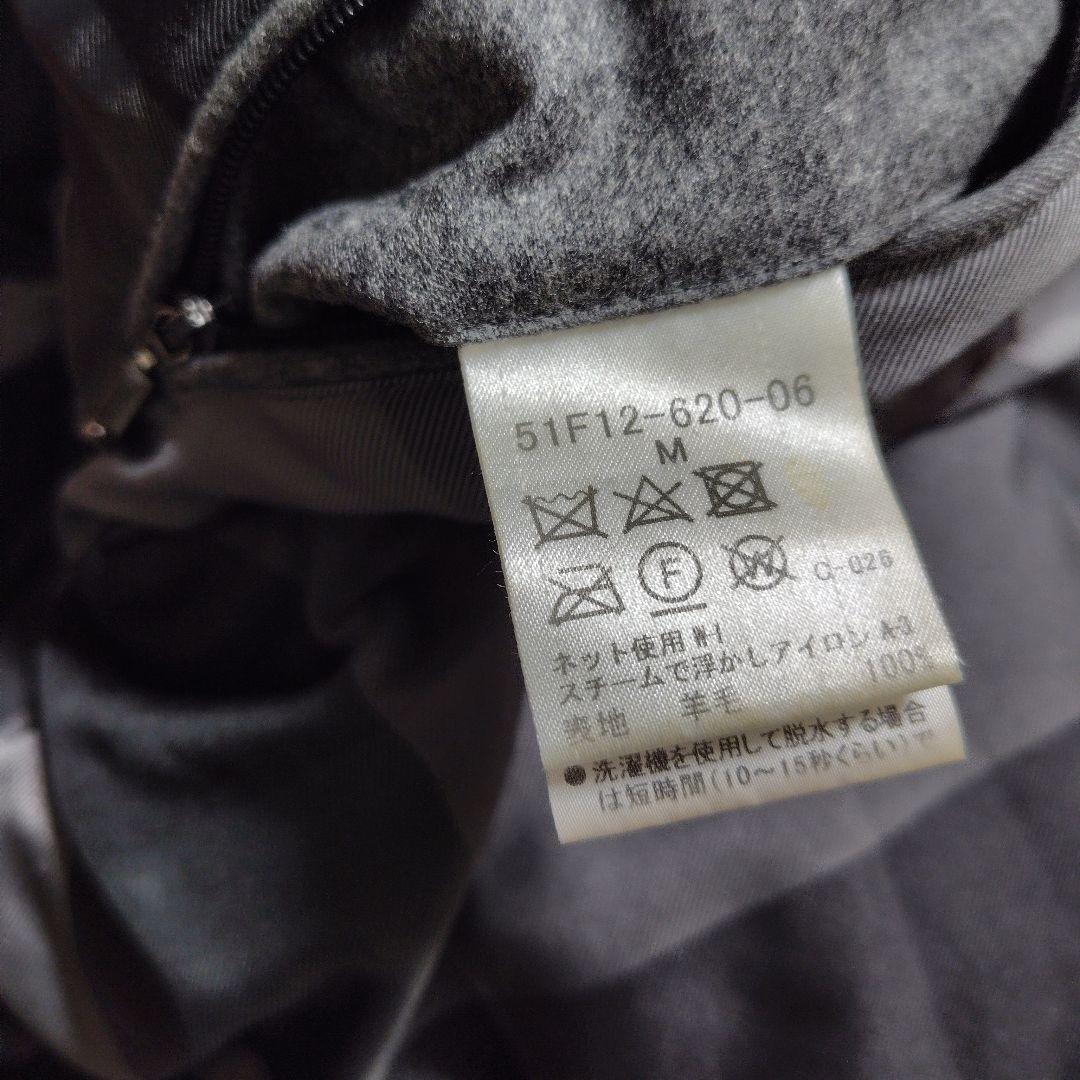 51F12-620-06
M
F W C-026
ネット使用 W-1
スチームで浮かしアイロン A-3
表地 羊毛 100%
●洗濯機を使用して脱水する場合
は短時間(10〜15秒くらい)で